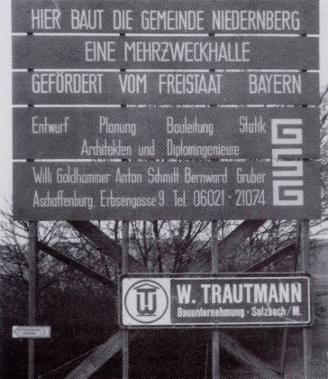 HIER BAUT DIE GEMEINDE NIEDERNBERG
EINE MEHRZWECKHALLE
GEFÖRDERT VOM FREISTAAT BAYERN
Entwurf Planung Bauleitung Statik
Architekten und Diplomingenieure
Willi Goldhammer Anton Schmitt Bernward Gruber
Aschaffenburg Erbsengasse 9 Tel. 06021 - 21074
GSG
W. TRAUTMANN
Bauunternehmung - Sulzbach/M.